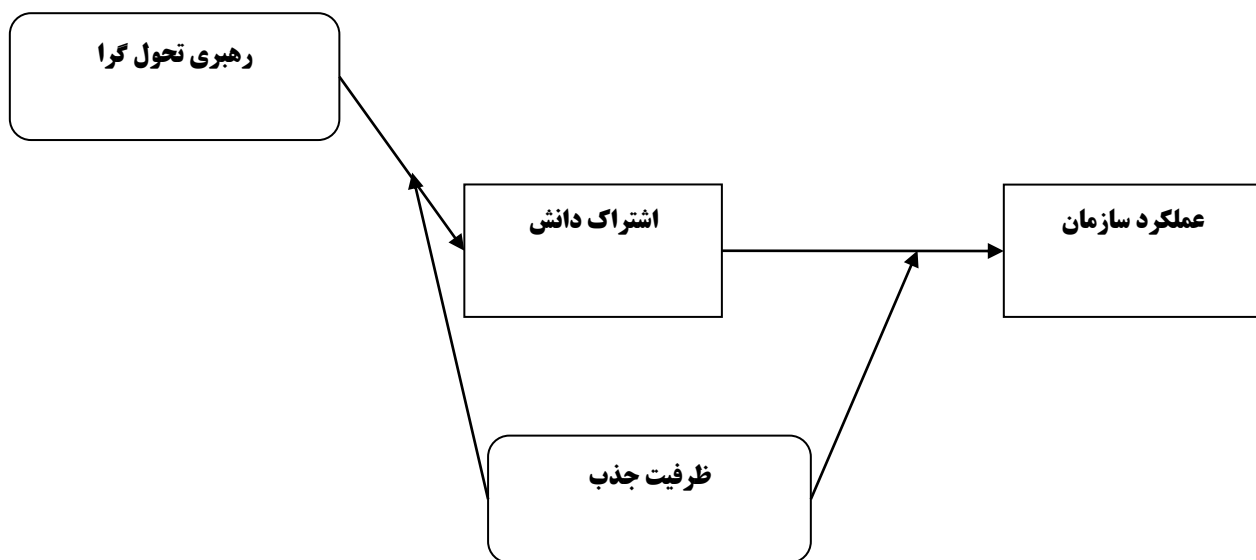 رهبری تحول گرا
اشتراک دانش
عملکرد سازمان
ظرفیت جذب